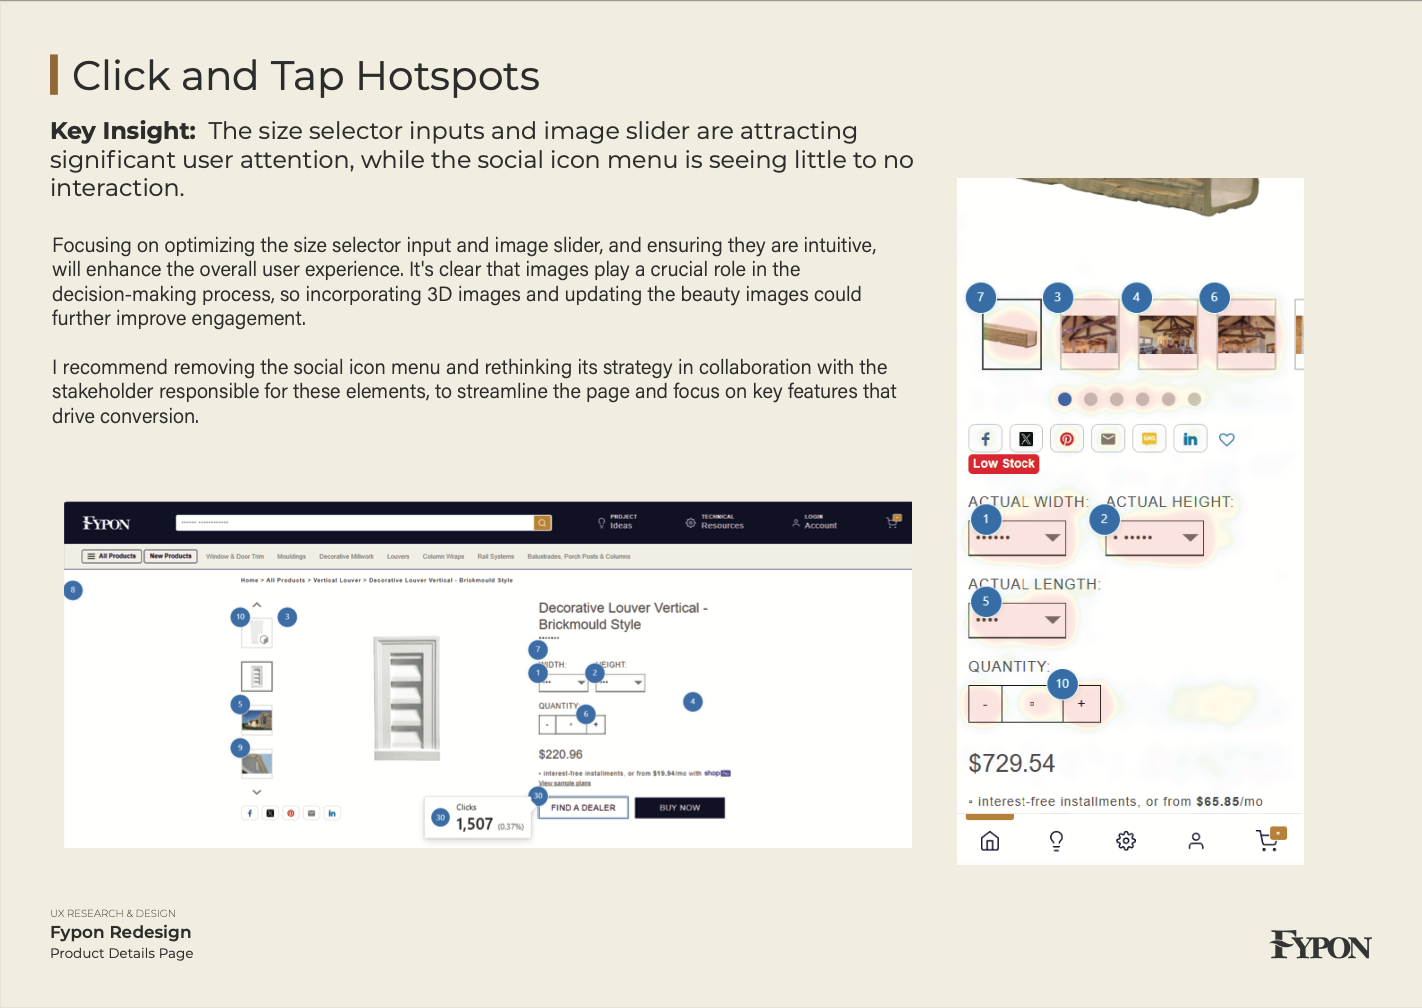 Click and Tap Hotspots
Key Insight: The size selector inputs and image slider are attracting
significant user attention, while the social icon menu is seeing little to no
interaction.
Focusing on optimizing the size selector input and image slider, and ensuring they are intuitive,
will enhance the overall user experience. It's clear that images play a crucial role in the
decision-making process, so incorporating 3D images and updating the beauty images could
further improve engagement.
I recommend removing the social icon menu and rethinking its strategy in collaboration with the
stakeholder responsible for these elements, to streamline the page and focus on key features that
drive conversion.
FYPON
PROJECT
Ideas
TECHNICAL
Resources
LOGIN
Account
All Products New Products Window & Door Trim Mouldings Decorative Millwork Louvers Column Wraps Rail Systems Balustrades, Porch Posts & Columns
Home > All Products > Vertical Louver > Decorative Louver Vertical - Brickmould Style
8
10 3
5
9
Decorative Louver Vertical -
Brickmould Style
7
WIDTH: HEIGHT:
1 2
4
QUANTITY
6
- +
$220.96
• interest-free installments, or from $19.94/mo with shop Pay
View sample plans
30
FIND A DEALER BUY NOW
Clicks
30 1,507 (0.37%)
f X in
7 3 4 6
f X SMS in
Low Stock
ACTUAL WIDTH: ACTUAL HEIGHT:
1 2
ACTUAL LENGTH:
5
QUANTITY:
10
- +
$729.54
interest-free installments, or from $65.85/mo
UX RESEARCH & DESIGN
Fypon Redesign
Product Details Page
FYPON